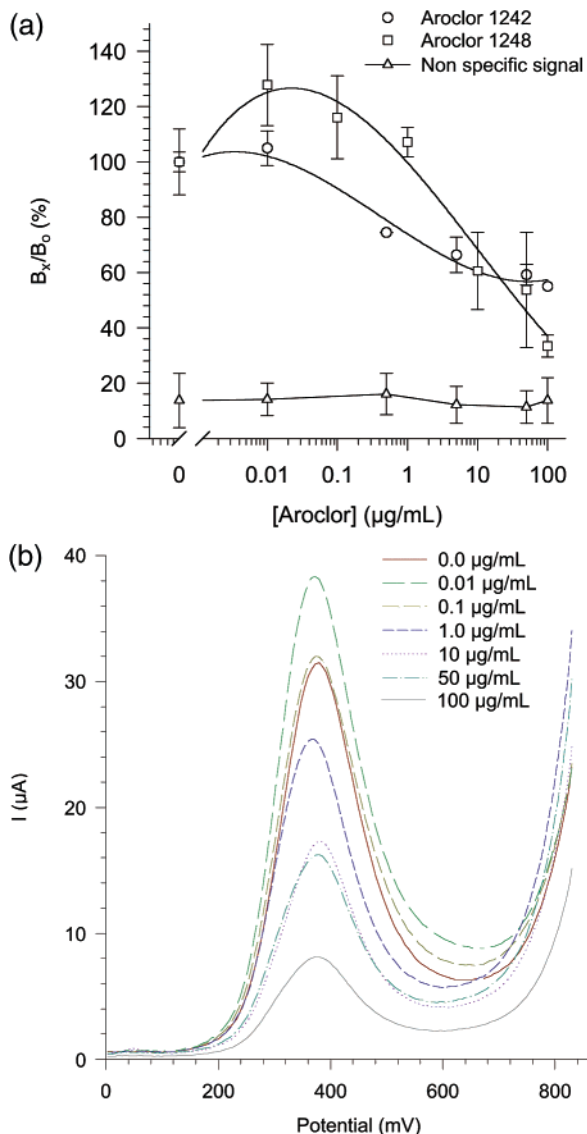 (a)
Aroclor 1242
Aroclor 1248
Non specific signal
140
120
100
80
60
40
20
0
Bₓ/Bₒ (%)
0 0.01 0.1 1 10 100
[Aroclor] (µg/mL)
(b)
40
30
20
10
0
I (µA)
0.0 µg/mL
0.01 µg/mL
0.1 µg/mL
1.0 µg/mL
10 µg/mL
50 µg/mL
100 µg/mL
0 200 400 600 800
Potential (mV)